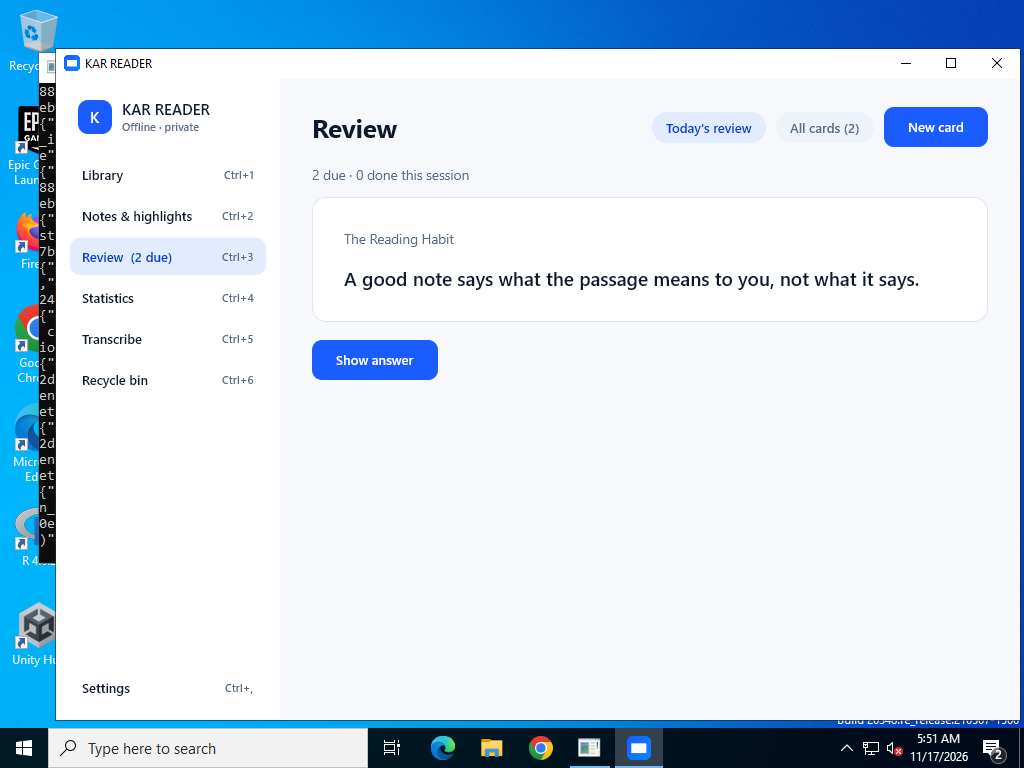 KAR READER
K
KAR READER
Offline · private
Library Ctrl+1
Notes & highlights Ctrl+2
Review (2 due) Ctrl+3
Statistics Ctrl+4
Transcribe Ctrl+5
Recycle bin Ctrl+6
Settings Ctrl+,
Review
Today's review
All cards (2)
New card
2 due · 0 done this session
The Reading Habit
A good note says what the passage means to you, not what it says.
Show answer
Type here to search
5:51 AM
11/17/2026
2